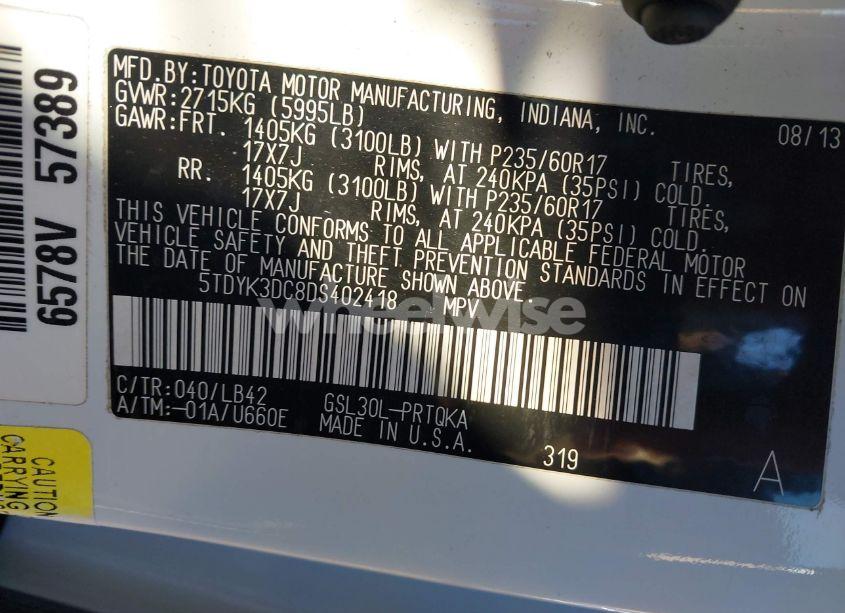 MFD.BY:TOYOTA MOTOR MANUFACTURING, INDIANA, INC. 08/13
GVWR:2715KG (5995LB)
GAWR:FRT. 1405KG (3100LB) WITH P235/60R17 TIRES,
17X7J RIMS, AT 240KPA (35PSI) COLD.
RR. 1405KG (3100LB) WITH P235/60R17 TIRES,
17X7J RIMS, AT 240KPA (35PSI) COLD.
THIS VEHICLE CONFORMS TO ALL APPLICABLE FEDERAL MOTOR
VEHICLE SAFETY AND THEFT PREVENTION STANDARDS IN EFFECT ON
THE DATE OF MANUFACTURE SHOWN ABOVE.
5TDYK3DC8DS402418 MPV
wheelwise
C/TR:040/LB42 GSL30L-PRTQKA
A/TM:-01A/U660E MADE IN U.S.A.
319 A
6578V 57389
CAUTION
CARRYING